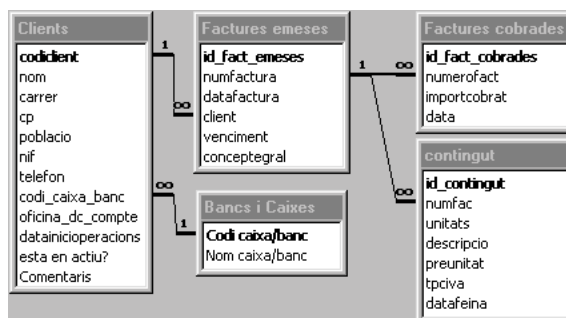 Clients
codiclient
nom
carrer
cp
poblacio
nif
telefon
codi_caixa_banc
oficina_dc_compte
datainicioperacions
esta en actiu?
Comentaris
1
∞
∞
1
Factures emeses
id_fact_emeses
numfactura
datafactura
client
venciment
conceptegral
Bancs i Caixes
Codi caixa/banc
Nom caixa/banc
1
∞
∞
Factures cobrades
id_fact_cobrades
numerofact
importcobrat
data
contingut
id_contingut
numfac
unitats
descripcio
preunitat
tpciva
datafeina